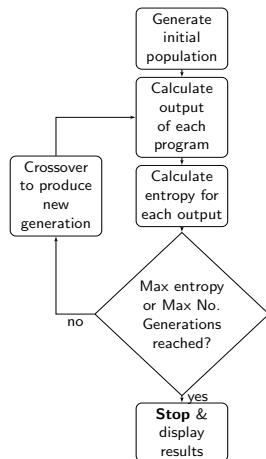 Generate
initial
population
Calculate
output
of each
program
Crossover
to produce
new
generation
Calculate
entropy for
each output
Max entropy
or Max No.
Generations
reached?
no
yes
Stop &
display
results